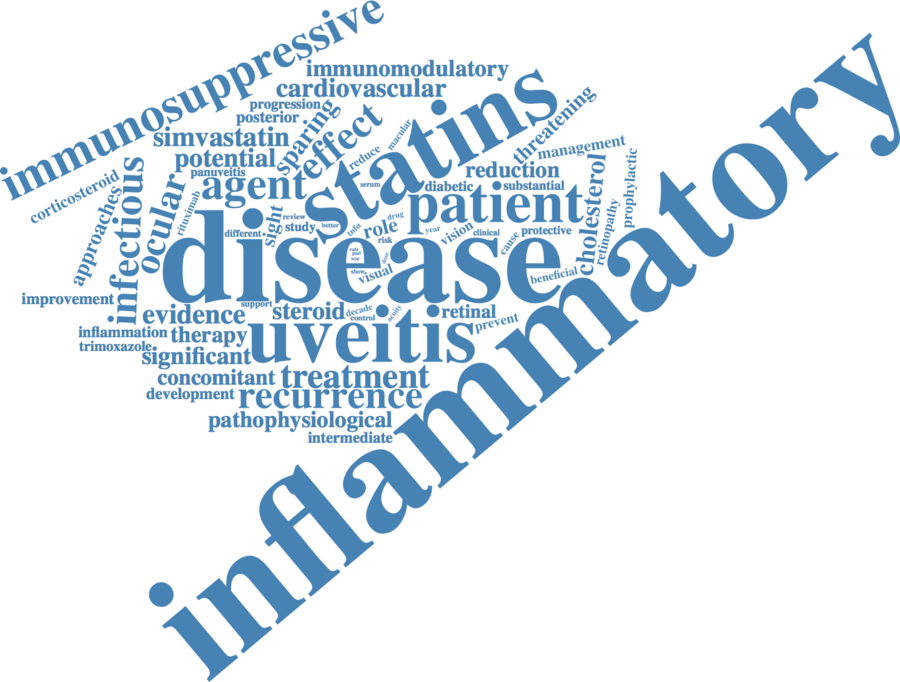 immunosuppressive
immunomodulatory
cardiovascular
progression
posterior
sparing
effect
simvastatin
potential
panuveitis
agent
statins
macular
reduce
serum
threatening
management
reduction
diabetic
substantial
patient
corticosteroid
approaches
infectious
ocular
rituximab
different
sight
review
study
better
role
drug
risk
year
vision
clinical
cause
protective
cholesterol
retinopathy
prophylactic
disease
visual
show
beneficial
improvement
support
evidence
steroid
decade
control
acuity
retinal
prevent
inflammation
therapy
trimoxazole
significant
uveitis
concomitant
treatment
development
recurrence
pathophysiological
intermediate
inflammatory